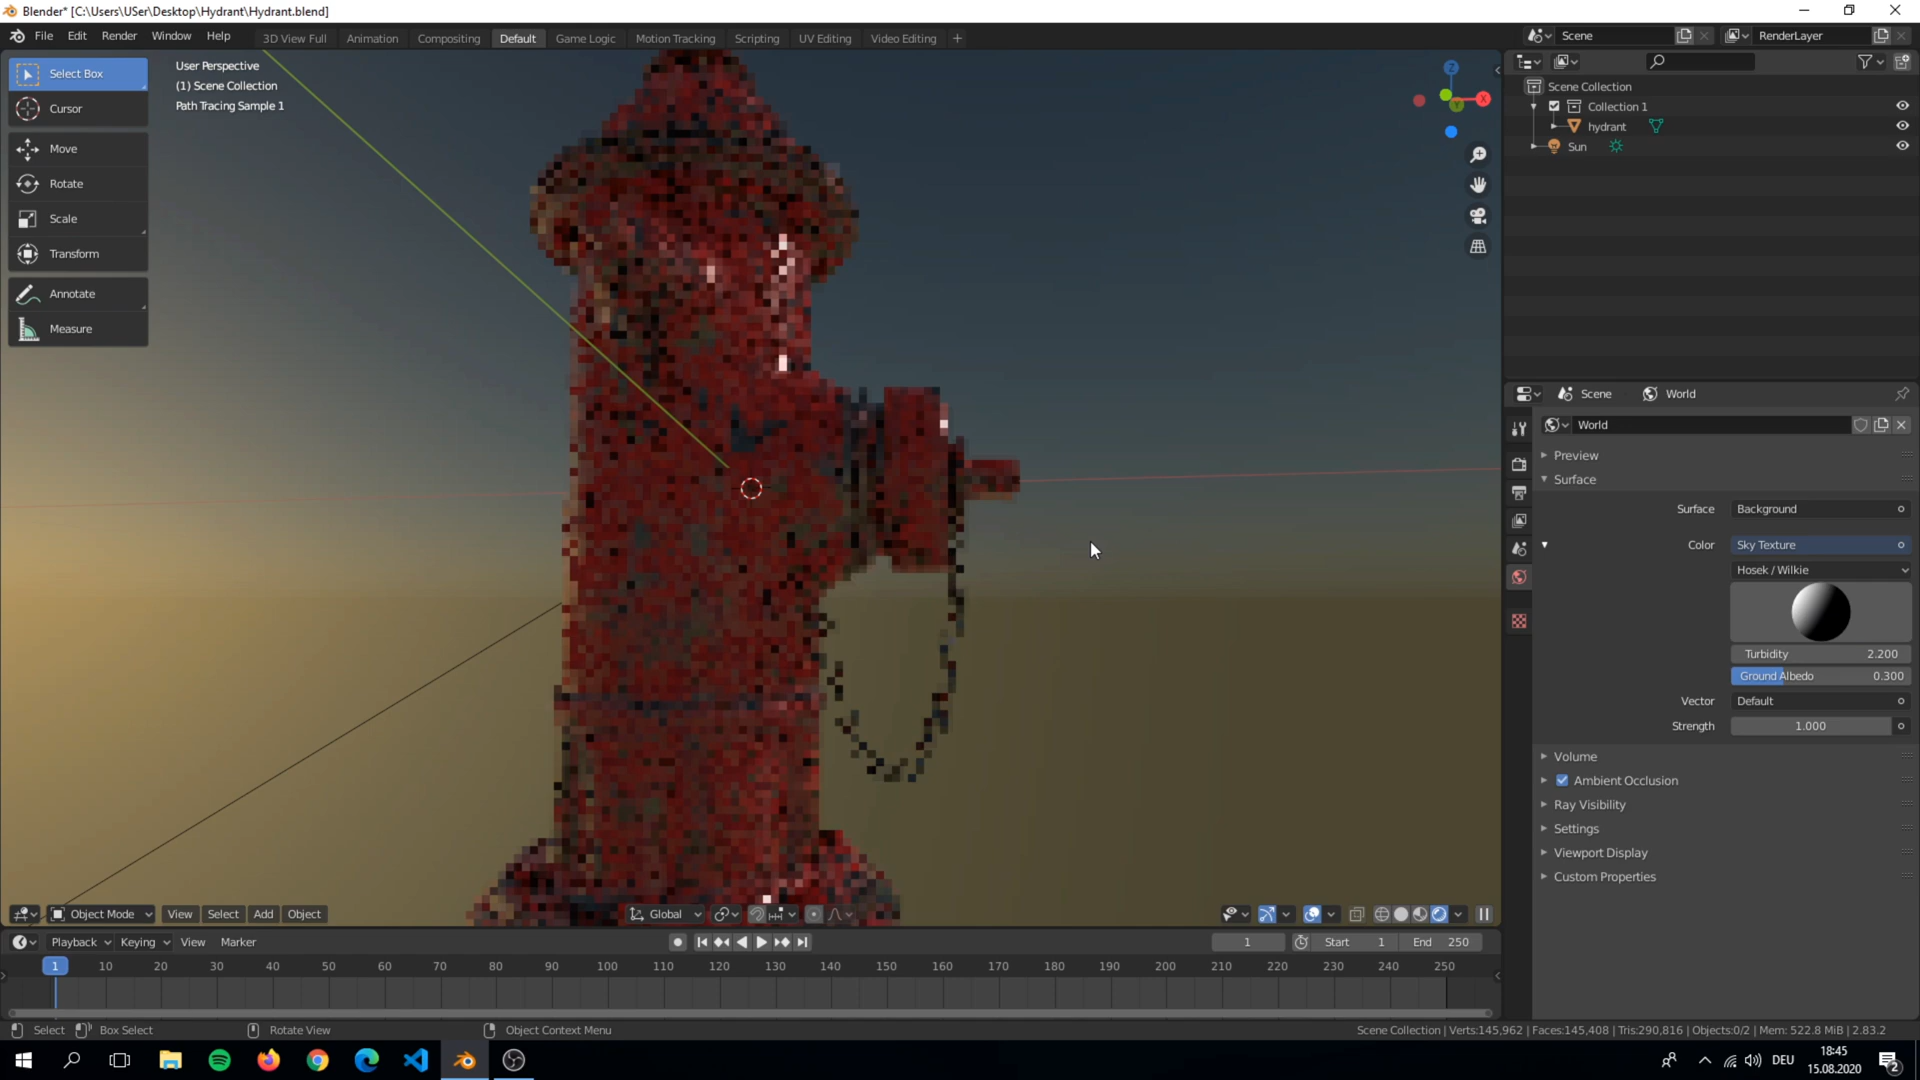 Blender* [C:\Users\USer\Desktop\Hydrant\Hydrant.blend]
File Edit Render Window Help 3D View Full Animation Compositing Default Game Logic Motion Tracking Scripting UV Editing Video Editing + Scene RenderLayer
Select Box
Cursor
Move
Rotate
Scale
Transform
Annotate
Measure
User Perspective
(1) Scene Collection
Path Tracing Sample 1
Z
X
Y
Scene Collection
Collection 1
hydrant
Sun
Scene World
World
Preview
Surface
Surface Background
Color Sky Texture
Hosek / Wilkie
Turbidity 2.200
Ground Albedo 0.300
Vector Default
Strength 1.000
Volume
Ambient Occlusion
Ray Visibility
Settings
Viewport Display
Custom Properties
Object Mode View Select Add Object Global
Playback Keying View Marker 1 Start 1 End 250
1 10 20 30 40 50 60 70 80 90 100 110 120 130 140 150 160 170 180 190 200 210 220 230 240 250
Select Box Select Rotate View Object Context Menu Scene Collection | Verts:145,962 | Faces:145,408 | Tris:290,816 | Objects:0/2 | Mem: 522.8 MiB | 2.83.2
DEU 18:45
15.08.2020
2